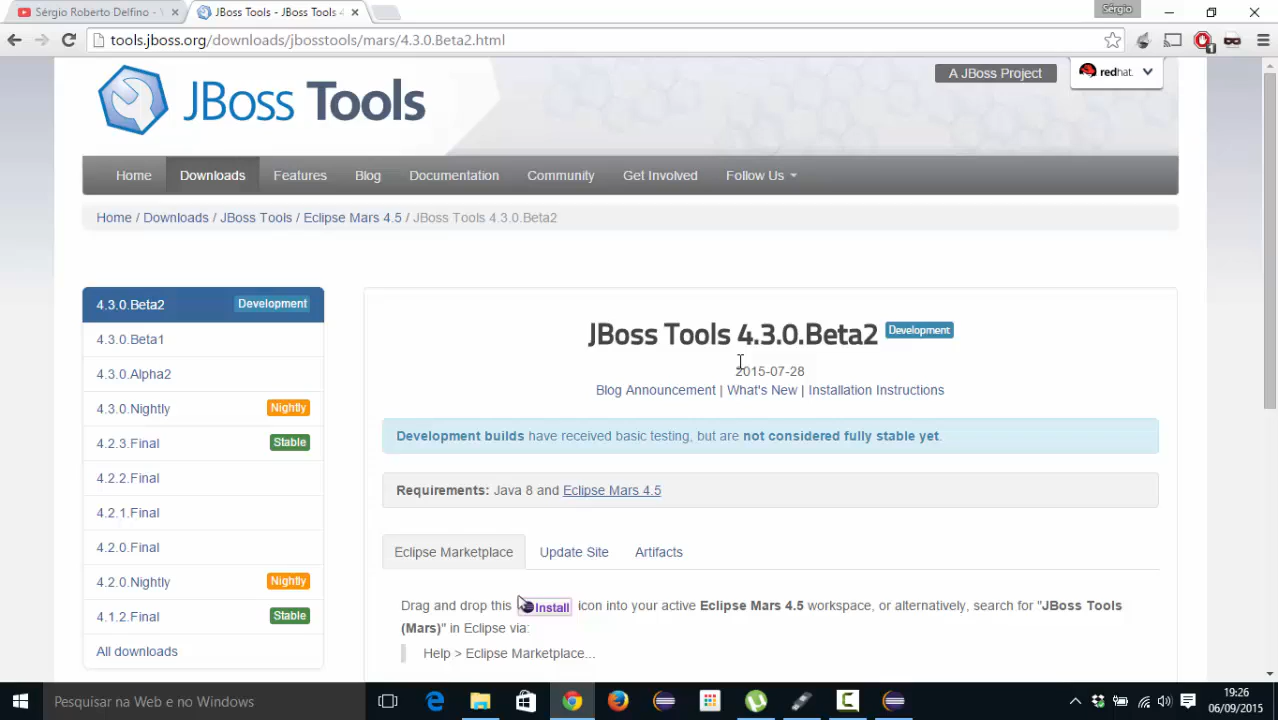 Sérgio Roberto Delfino -
JBoss Tools - JBoss Tools 4
Sérgio
tools.jboss.org/downloads/jbosstools/mars/4.3.0.Beta2.html
1
JBoss Tools
A JBoss Project
redhat.
Home Downloads Features Blog Documentation Community Get Involved Follow Us
Home / Downloads / JBoss Tools / Eclipse Mars 4.5 / JBoss Tools 4.3.0.Beta2
4.3.0.Beta2 Development
4.3.0.Beta1
4.3.0.Alpha2
4.3.0.Nightly Nightly
4.2.3.Final Stable
4.2.2.Final
4.2.1.Final
4.2.0.Final
4.2.0.Nightly Nightly
4.1.2.Final Stable
All downloads
JBoss Tools 4.3.0.Beta2 Development
2015-07-28
Blog Announcement | What's New | Installation Instructions
Development builds have received basic testing, but are not considered fully stable yet.
Requirements: Java 8 and Eclipse Mars 4.5
Eclipse Marketplace Update Site Artifacts
Drag and drop this Install icon into your active Eclipse Mars 4.5 workspace, or alternatively, search for "JBoss Tools
(Mars)" in Eclipse via:
Help > Eclipse Marketplace...
Pesquisar na Web e no Windows
19:26
06/09/2015